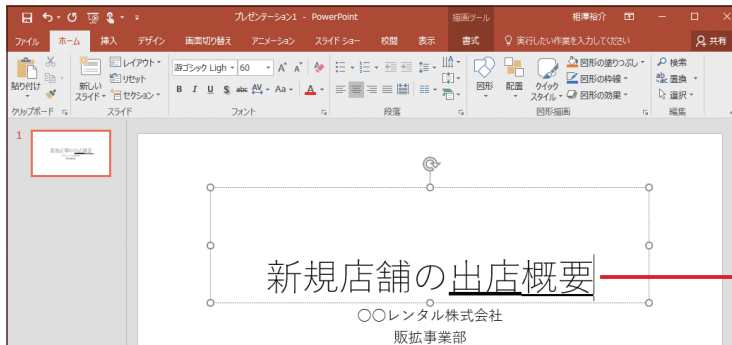 プレゼンテーション1 - PowerPoint
描画ツール
相澤裕介
ファイル ホーム 挿入 デザイン 画面切り替え アニメーション スライド ショー 校閲 表示 書式 実行したい作業を入力してください 共有
貼り付け
新しい
スライド
レイアウト
リセット
セクション
游ゴシック Ligh 60
B I U S abc AV Aa A
図形
配置
クイック
スタイル
図形の塗りつぶし
図形の枠線
図形の効果
検索
置換
選択
クリップボード スライド フォント 段落 図形描画 編集
1
新規店舗の出店概要
〇〇レンタル株式会社
販拡事業部